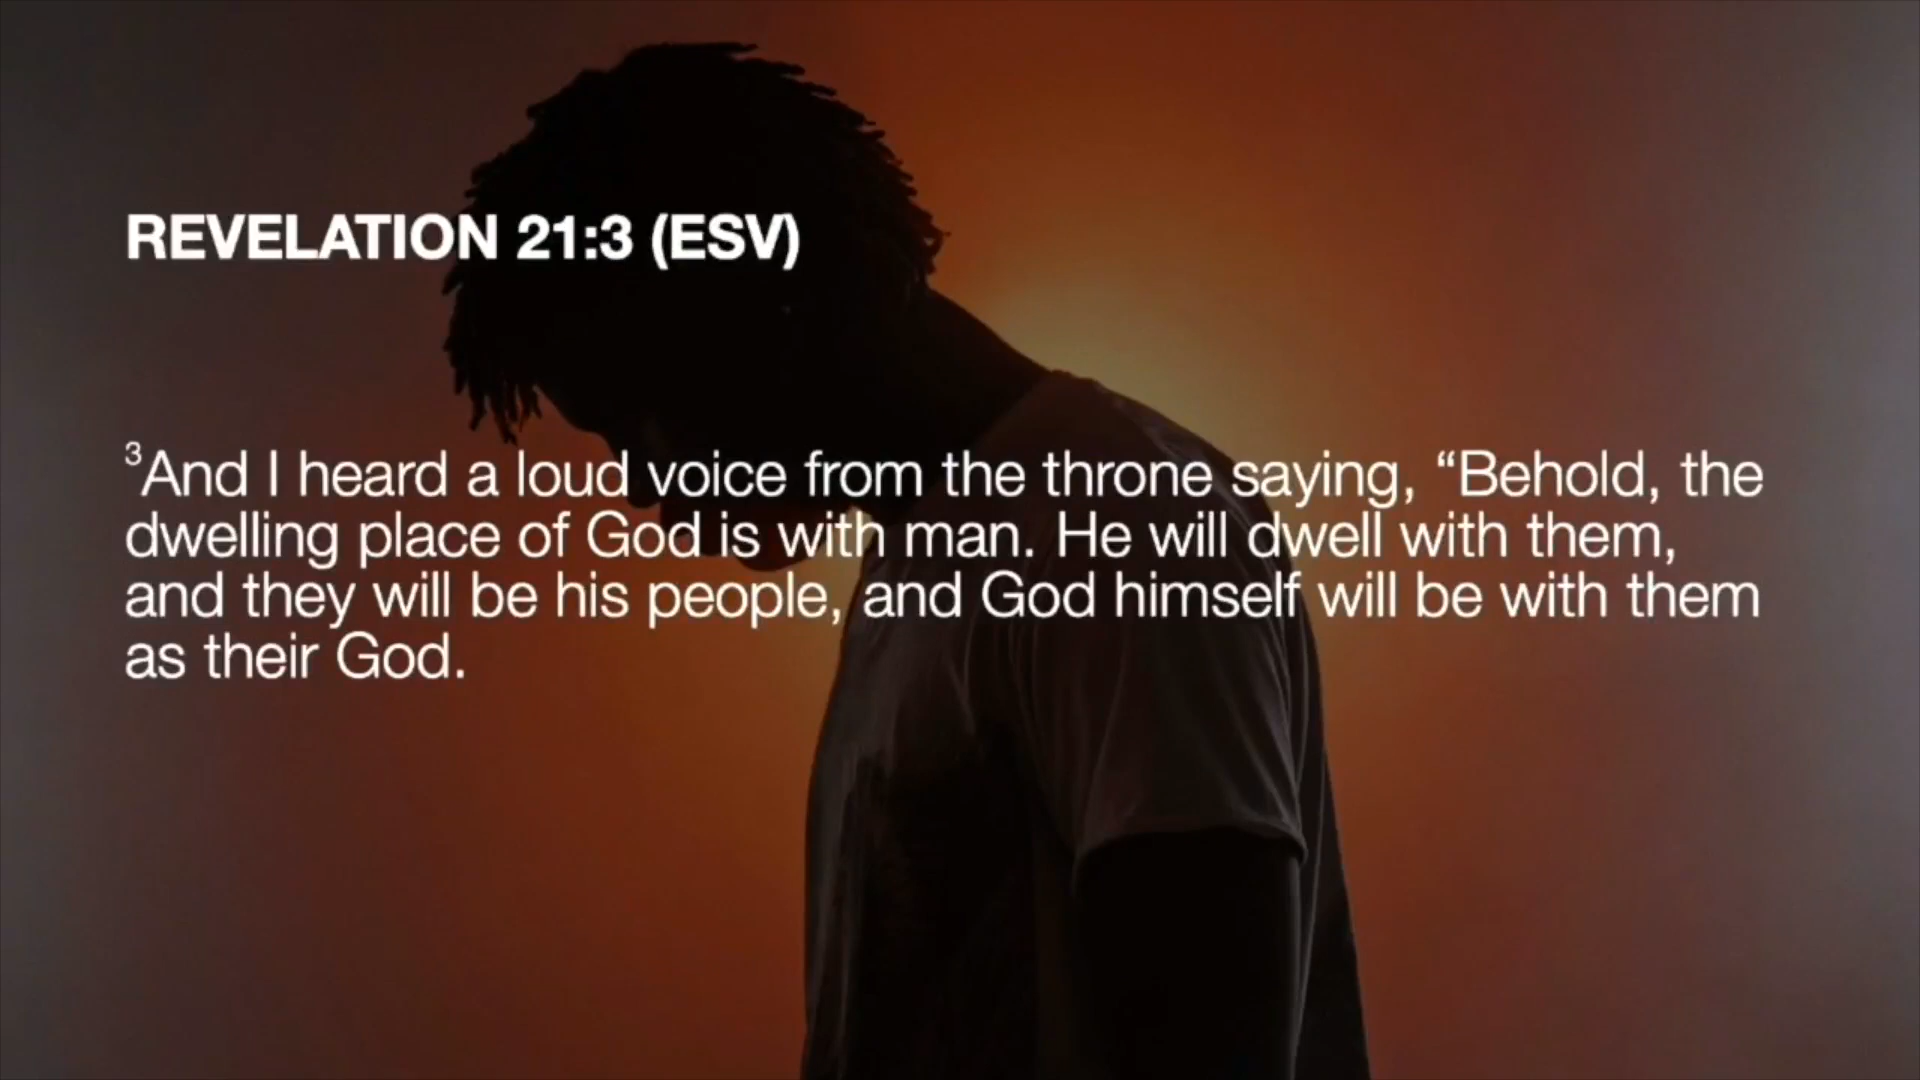 REVELATION 21:3 (ESV)
³And I heard a loud voice from the throne saying, “Behold, the
dwelling place of God is with man. He will dwell with them,
and they will be his people, and God himself will be with them
as their God.